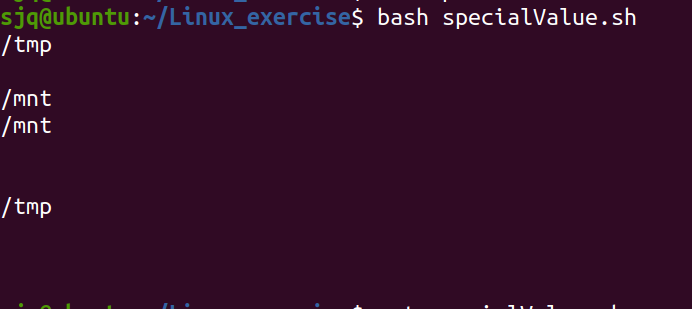 sjq@ubuntu:~/Linux_exercise$ bash specialValue.sh
/tmp
/mnt
/mnt
/tmp